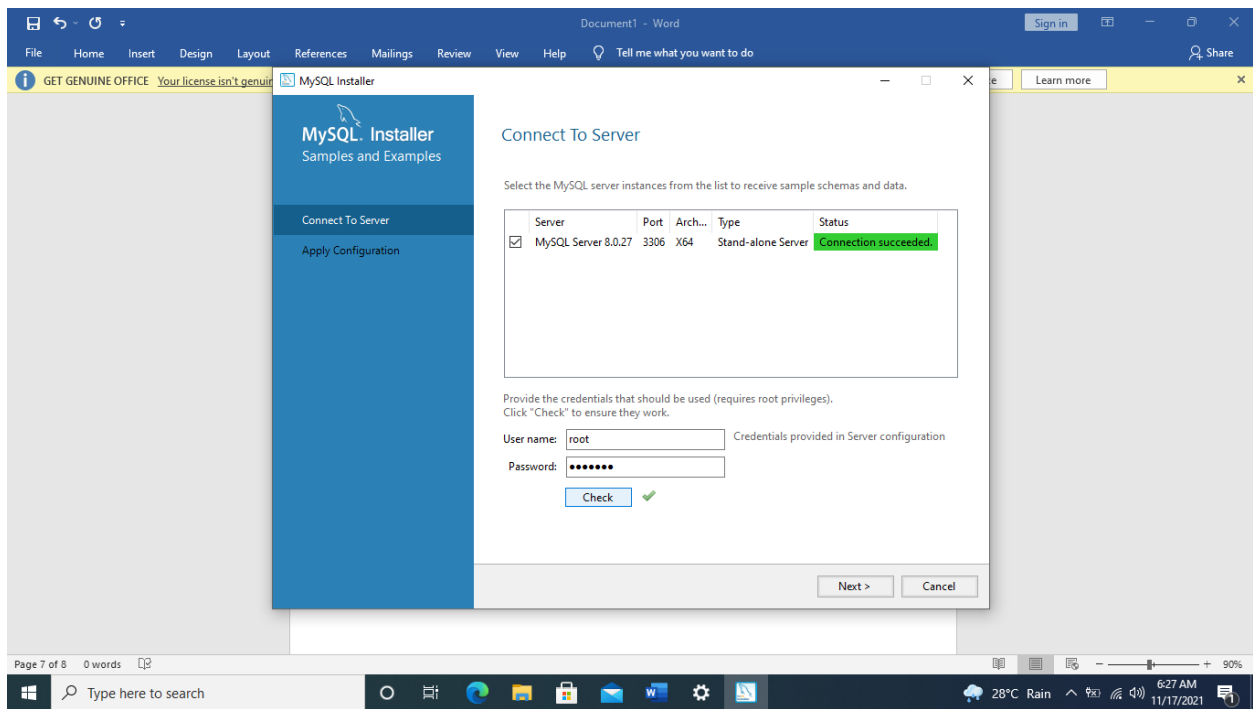 Document1 - Word
Sign in
File Home Insert Design Layout References Mailings Review View Help Tell me what you want to do Share
GET GENUINE OFFICE Your license isn't genuin
Learn more
MySQL Installer
MySQL. Installer
Samples and Examples
Connect To Server
Apply Configuration
Connect To Server
Select the MySQL server instances from the list to receive sample schemas and data.
Server Port Arch... Type Status
MySQL Server 8.0.27 3306 X64 Stand-alone Server Connection succeeded.
Provide the credentials that should be used (requires root privileges).
Click "Check" to ensure they work.
User name: root Credentials provided in Server configuration
Password: •••••••
Check
Next > Cancel
Page 7 of 8 0 words 90%
Type here to search
28°C Rain
6:27 AM
11/17/2021